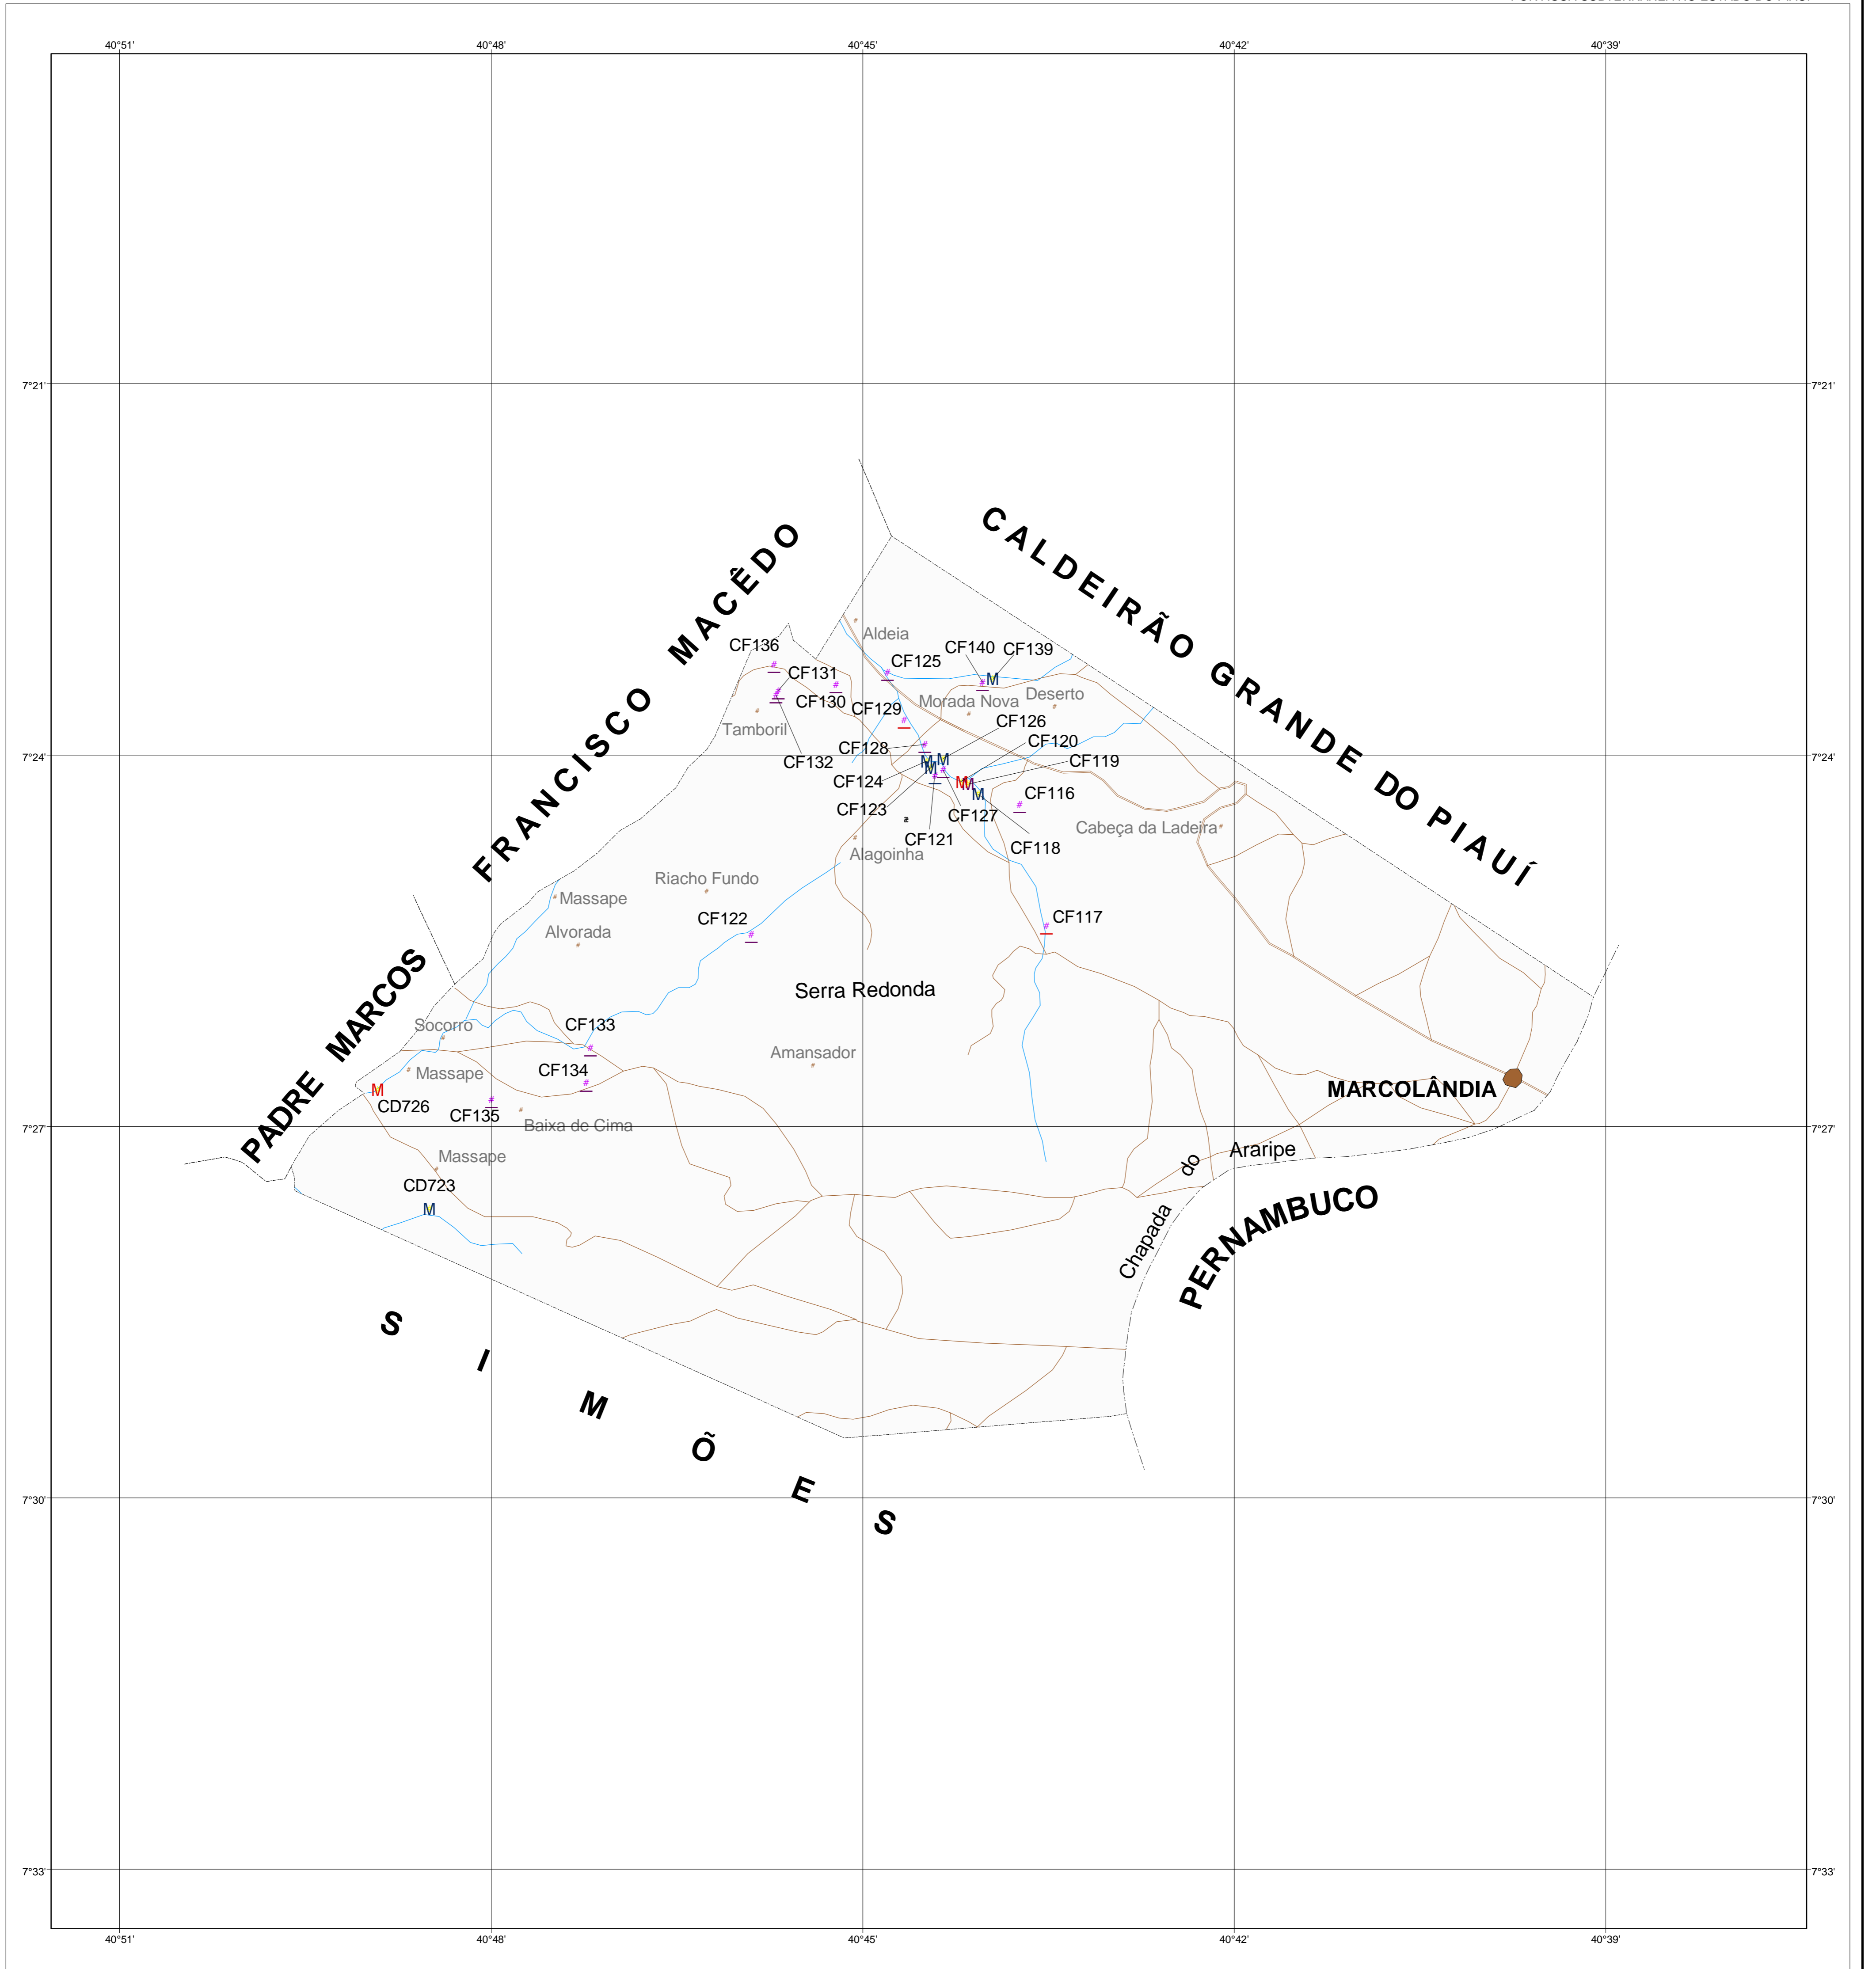 40°51' 40°48' 40°45' 40°42' 40°39'
7°21' 7°21'
CALDEIRÃO GRANDE DO PIAUÍ
FRANCISCO MACÊDO
Aldeia
CF136
CF140 CF139
CF125
CF131
CF130
Morada Nova Deserto
CF129
Tamboril
CF126
CF120
CF128
7°24' 7°24'
CF132
CF119
CF124
CF116
CF123
CF127
Cabeça da Ladeira
CF121
CF118
Alagoinha
Riacho Fundo
Massape
CF122
CF117
Alvorada
PADRE MARCOS
Serra Redonda
Socorro
CF133
Amansador
CF134
Massape
MARCOLÂNDIA
CD726
CF135
Baixa de Cima
7°27' 7°27'
Massape
Chapada do Araripe
CD723
PERNAMBUCO
SIMÕES
7°30' 7°30'
7°33' 7°33'
40°51' 40°48' 40°45' 40°42' 40°39'